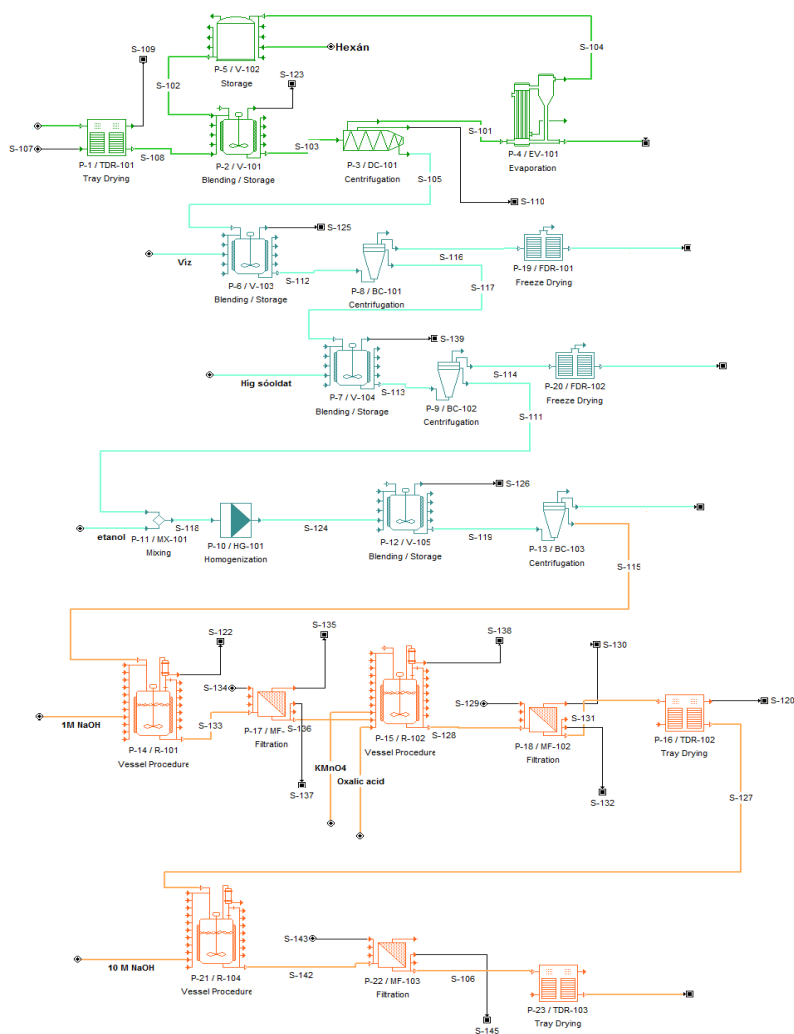 S-109
S-102
S-107
P-1 / TDR-101
Tray Drying
S-108
P-5 / V-102
Storage
Hexán
S-104
S-123
P-2 / V-101
Blending / Storage
S-103
P-3 / DC-101
Centrifugation
S-101
P-4 / EV-101
Evaporation
S-105
S-110
S-125
Víz
P-6 / V-103
Blending / Storage
S-112
P-8 / BC-101
Centrifugation
S-116
S-117
P-19 / FDR-101
Freeze Drying
S-139
Híg sóoldat
P-7 / V-104
Blending / Storage
S-113
P-9 / BC-102
Centrifugation
S-114
S-111
P-20 / FDR-102
Freeze Drying
etanol
P-11 / MX-101
Mixing
S-118
P-10 / HG-101
Homogenization
S-124
S-126
P-12 / V-105
Blending / Storage
S-119
P-13 / BC-103
Centrifugation
S-115
S-122
1M NaOH
P-14 / R-101
Vessel Procedure
S-133
S-134
S-135
P-17 / MF-
Filtration
S-136
S-137
KMnO4
Oxalic acid
S-138
P-15 / R-102
Vessel Procedure
S-128
S-129
S-130
P-18 / MF-102
Filtration
S-131
S-132
P-16 / TDR-102
Tray Drying
S-120
S-127
10 M NaOH
P-21 / R-104
Vessel Procedure
S-142
S-143
P-22 / MF-103
Filtration
S-106
S-145
P-23 / TDR-103
Tray Drying